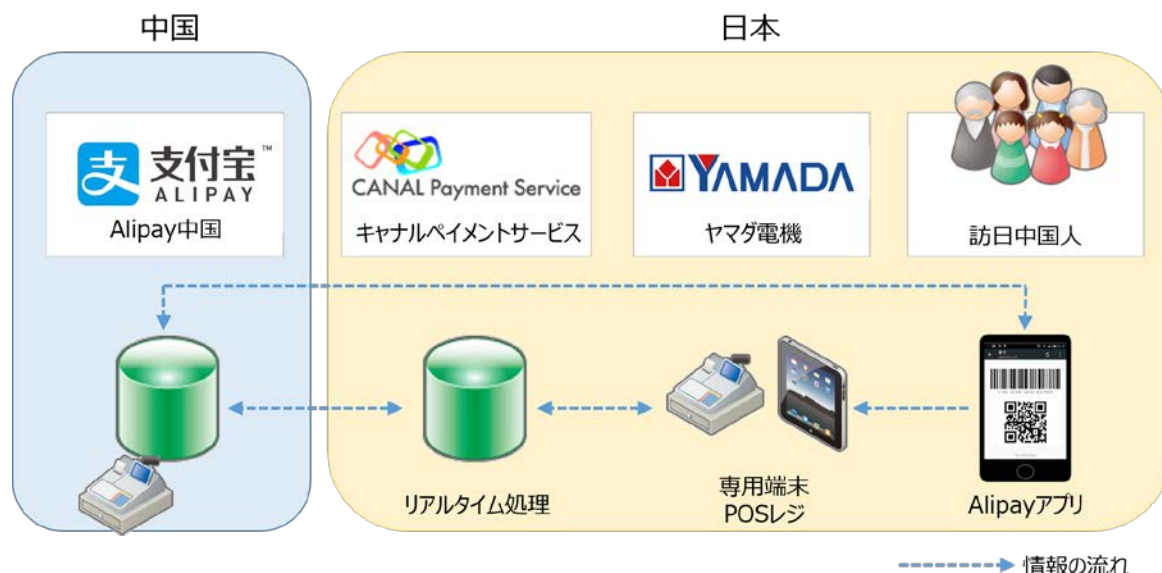 中国
日本
支付宝™
ALIPAY
Alipay中国
CANAL Payment Service
キャナルペイメントサービス
YAMADA
ヤマダ電機
訪日中国人
リアルタイム処理
専用端末
POSレジ
Alipayアプリ
情報の流れ